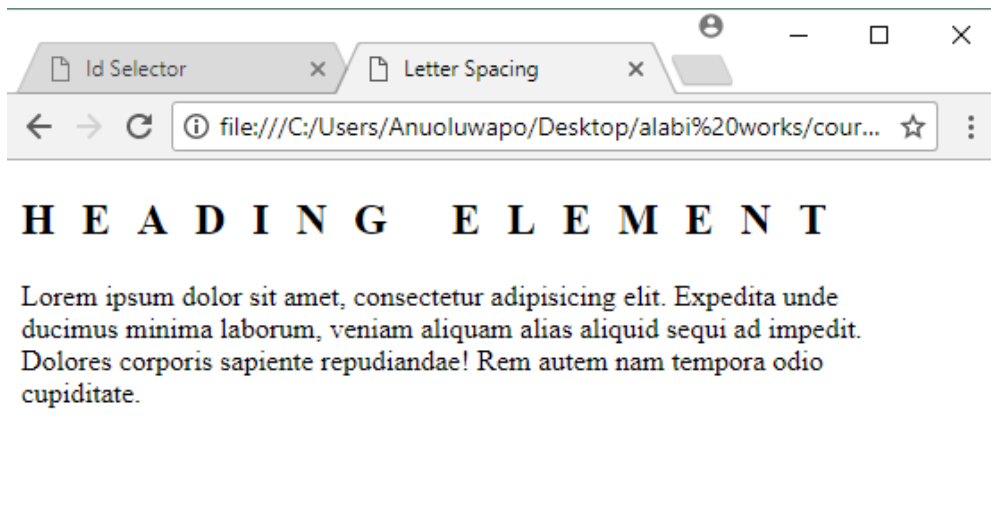 Id Selector
Letter Spacing
file:///C:/Users/Anuoluwapo/Desktop/alabi%20works/cour...
HEADING ELEMENT
Lorem ipsum dolor sit amet, consectetur adipisicing elit. Expedita unde
ducimus minima laborum, veniam aliquam alias aliquid sequi ad impedit.
Dolores corporis sapiente repudiandae! Rem autem nam tempora odio
cupiditate.